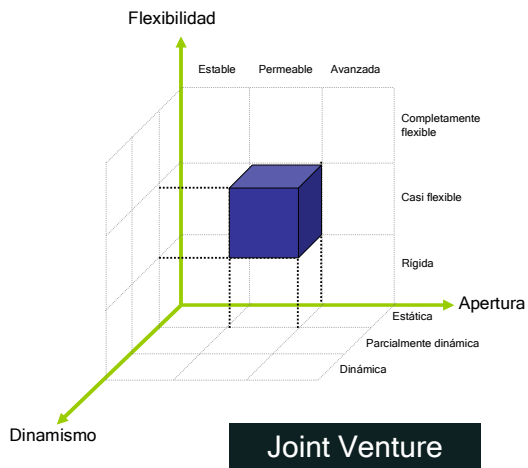 Flexibilidad
Estable Permeable Avanzada
Completamente
flexible
Casi flexible
Rígida
Apertura
Estática
Parcialmente dinámica
Dinámica
Dinamismo
Joint Venture